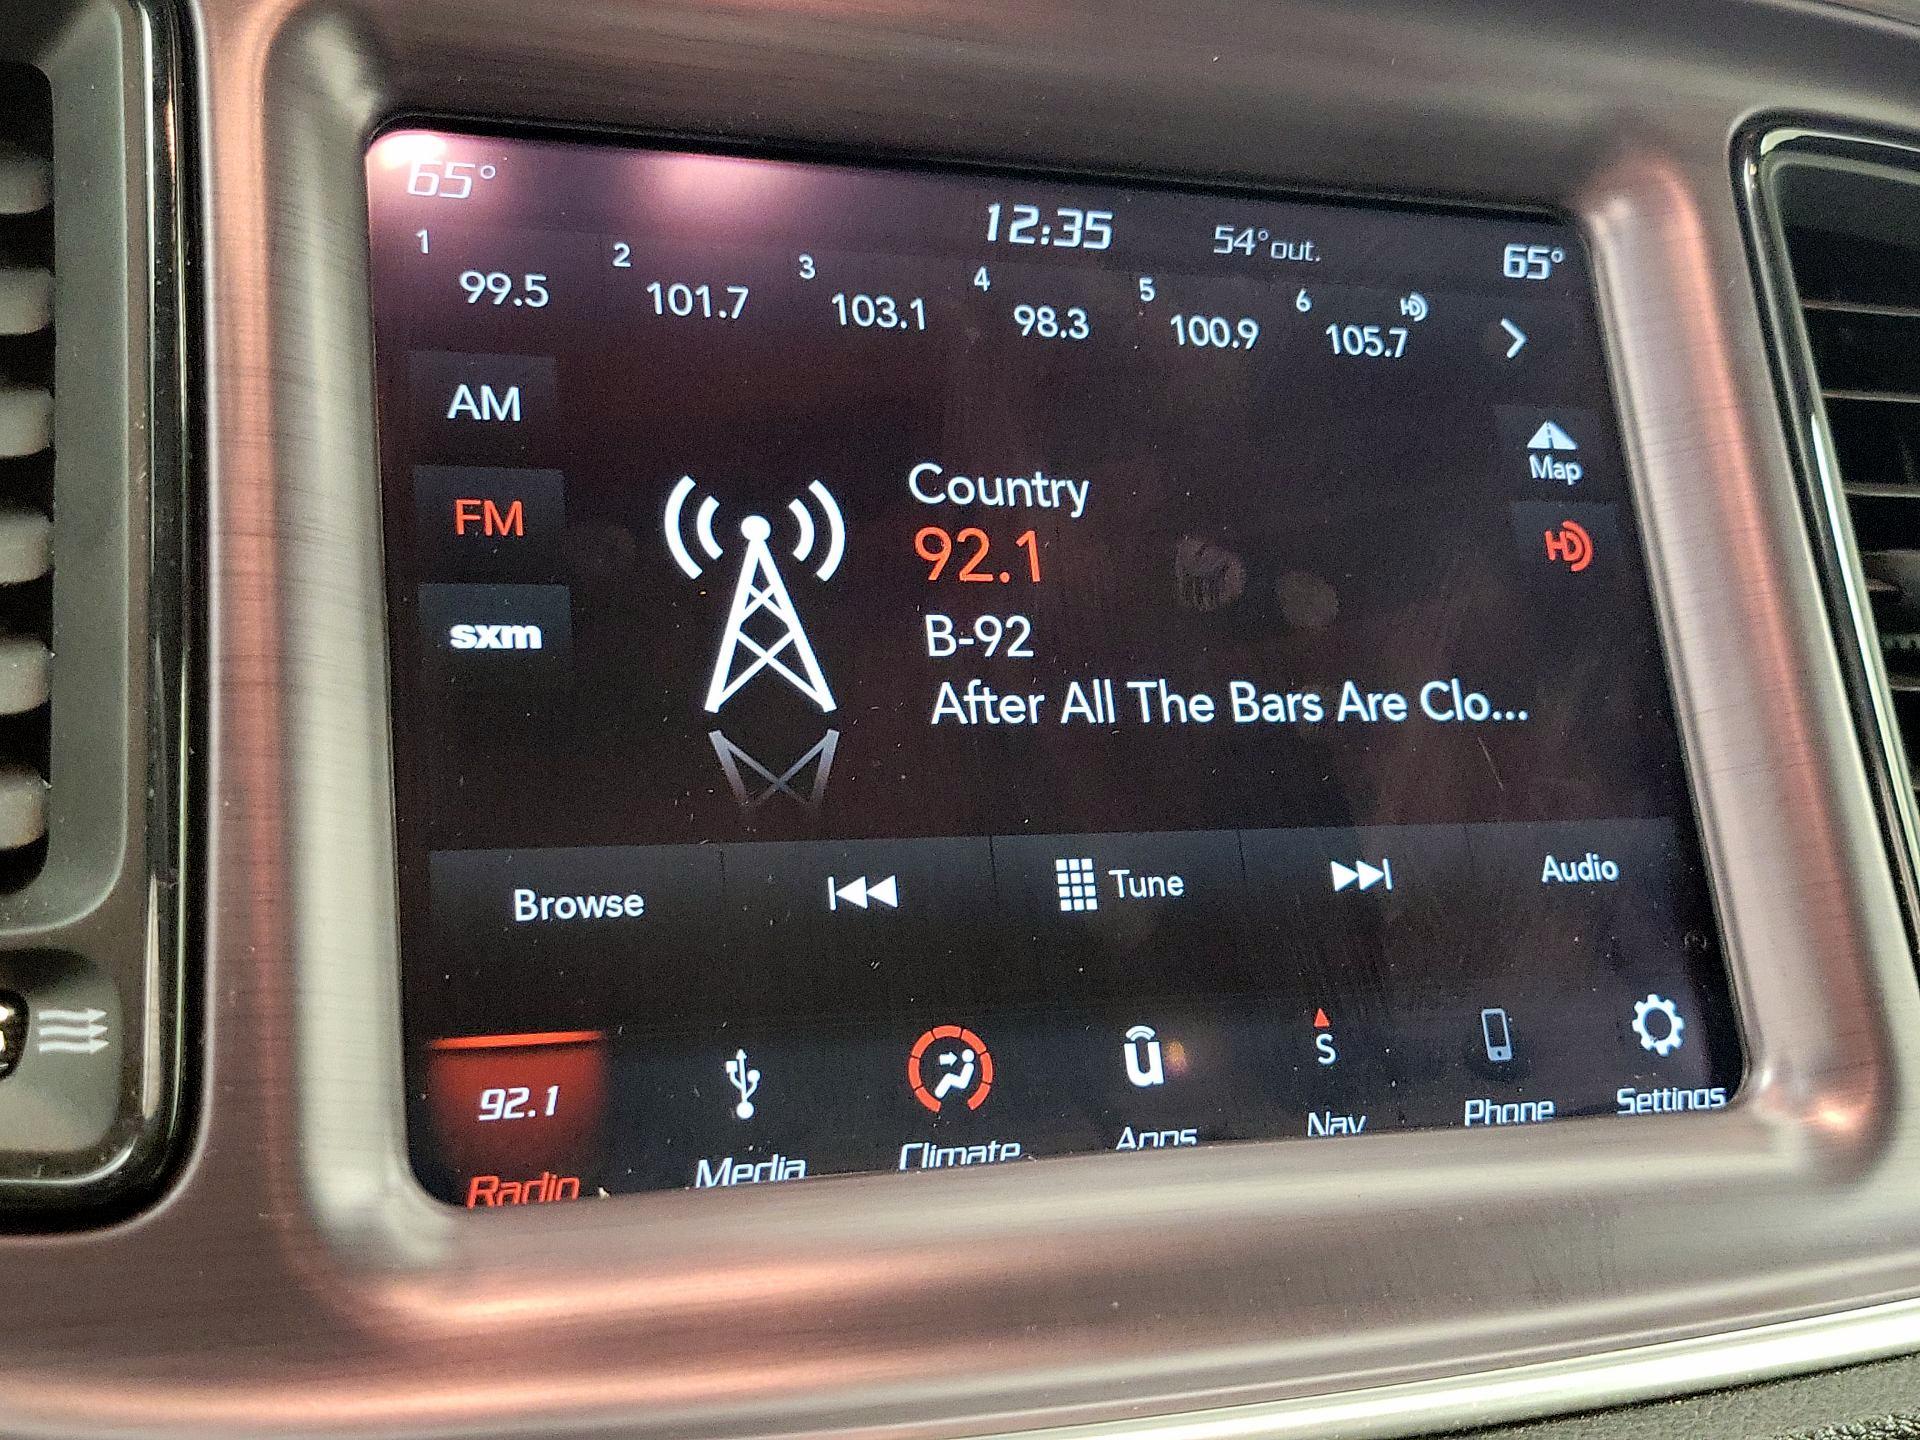 65° 12:35 54° out. 65°
1 99.5 2 101.7 3 103.1 4 98.3 5 100.9 6 105.7 HD
AM
FM
sxm
Country
92.1
B-92
After All The Bars Are Clo...
Map
HD
Browse Tune Audio
92.1 u S
Radio Media Climate Apps Nav Phone Settings